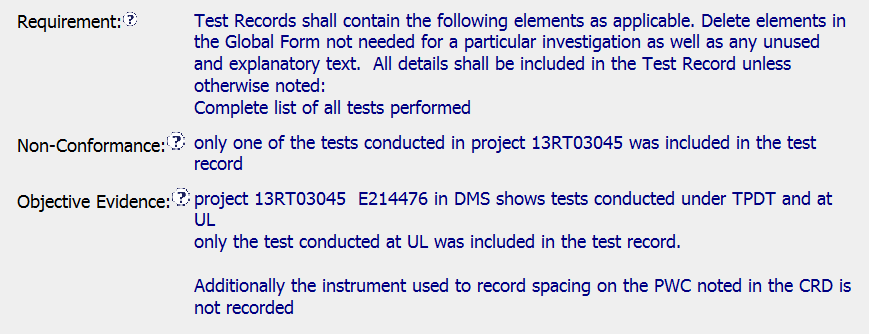 Requirement: ? Test Records shall contain the following elements as applicable. Delete elements in
the Global Form not needed for a particular investigation as well as any unused
and explanatory text.  All details shall be included in the Test Record unless
otherwise noted:
Complete list of all tests performed
Non-Conformance: ? only one of the tests conducted in project 13RT03045 was included in the test
record
Objective Evidence: ? project 13RT03045  E214476 in DMS shows tests conducted under TPDT and at
UL
only the test conducted at UL was included in the test record.
Additionally the instrument used to record spacing on the PWC noted in the CRD is
not recorded